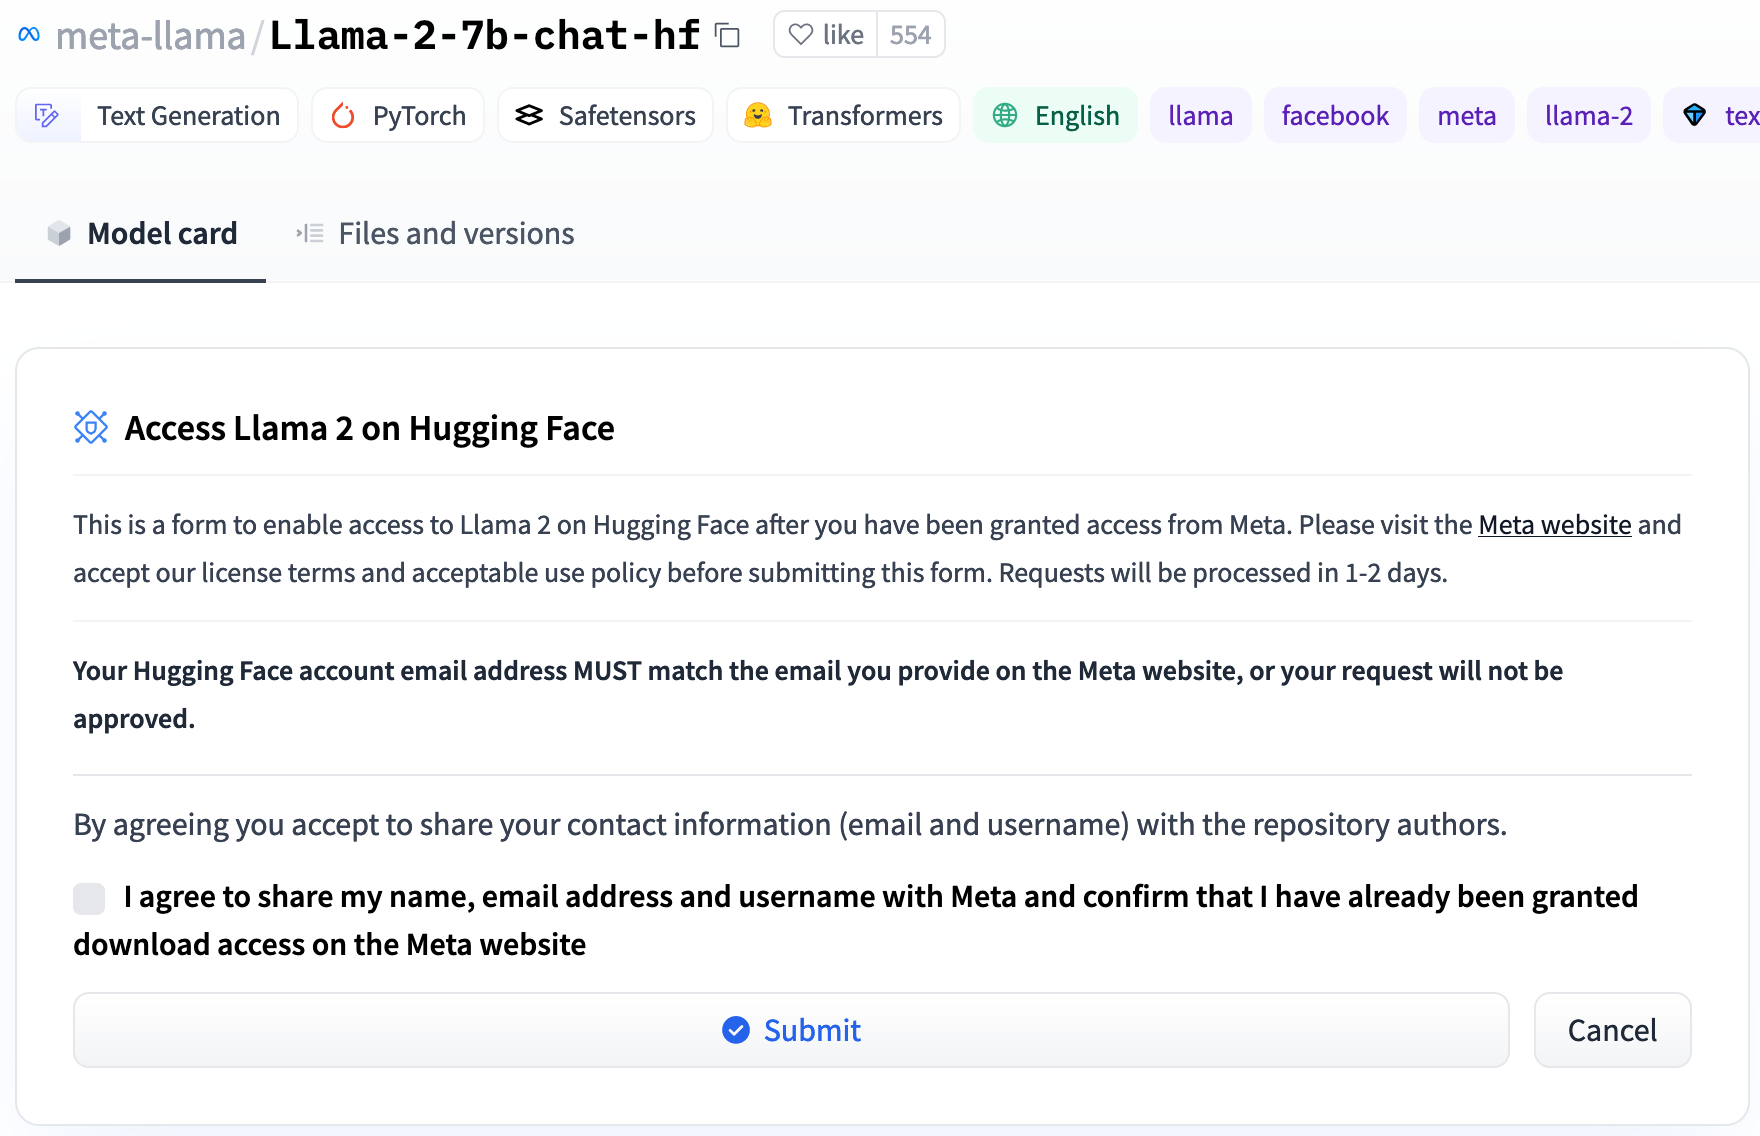 meta-llama/Llama-2-7b-chat-hf like 554
Text Generation PyTorch Safetensors Transformers English llama facebook meta llama-2
Model card Files and versions
Access Llama 2 on Hugging Face
This is a form to enable access to Llama 2 on Hugging Face after you have been granted access from Meta. Please visit the Meta website and
accept our license terms and acceptable use policy before submitting this form. Requests will be processed in 1-2 days.
Your Hugging Face account email address MUST match the email you provide on the Meta website, or your request will not be
approved.
By agreeing you accept to share your contact information (email and username) with the repository authors.
I agree to share my name, email address and username with Meta and confirm that I have already been granted
download access on the Meta website
Submit Cancel